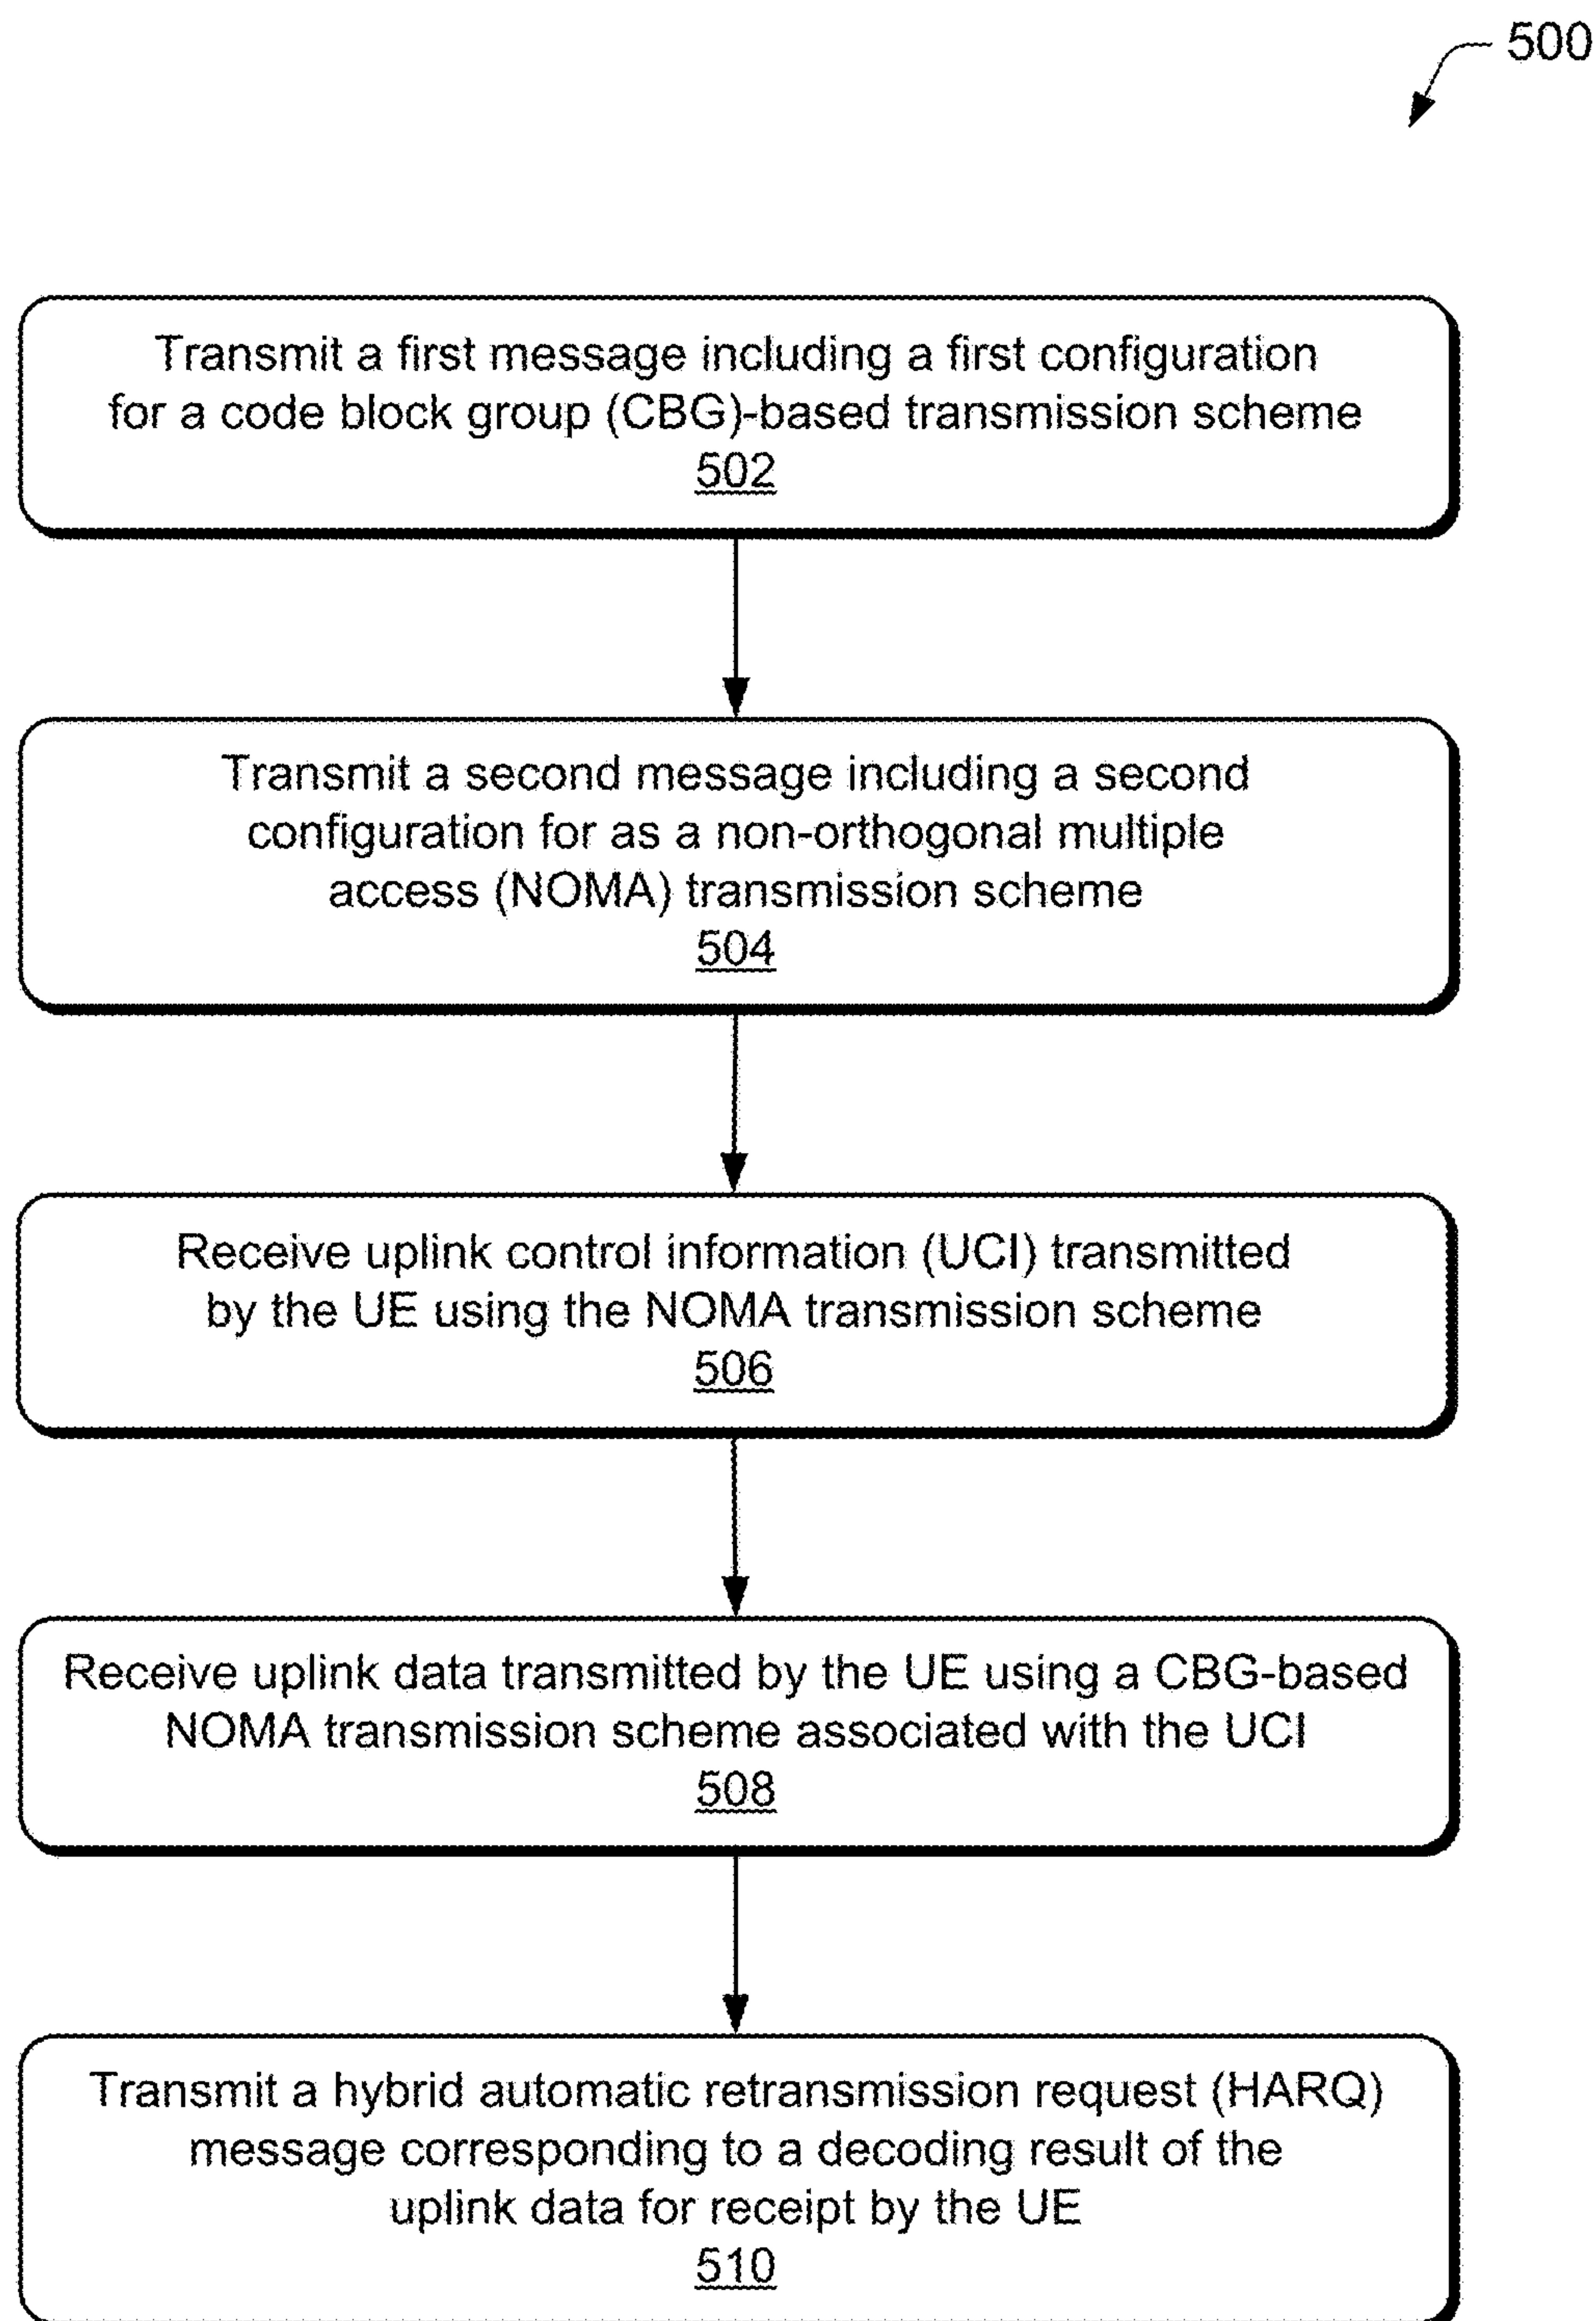 500
Transmit a first message including a first configuration
for a code block group (CBG)-based transmission scheme
502
Transmit a second message including a second
configuration for as a non-orthogonal multiple
access (NOMA) transmission scheme
504
Receive uplink control information (UCI) transmitted
by the UE using the NOMA transmission scheme
506
Receive uplink data transmitted by the UE using a CBG-based
NOMA transmission scheme associated with the UCI
508
Transmit a hybrid automatic retransmission request (HARQ)
message corresponding to a decoding result of the
uplink data for receipt by the UE
510